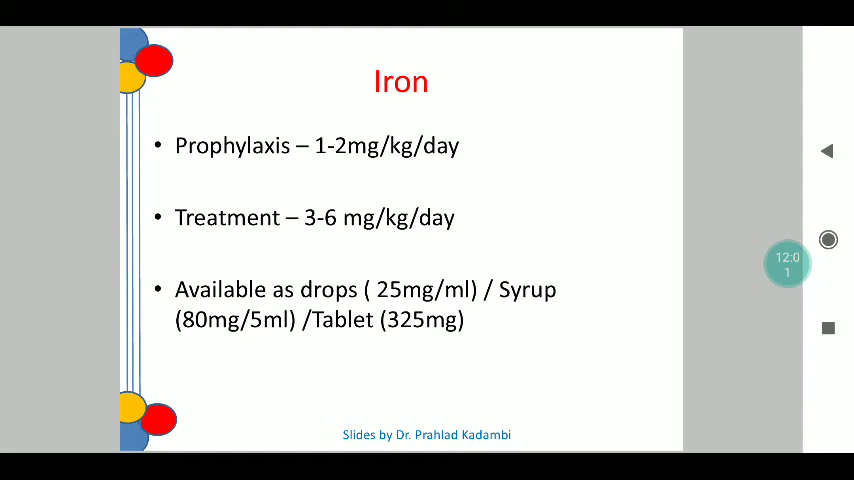 Iron
• Prophylaxis – 1-2mg/kg/day
• Treatment – 3-6 mg/kg/day
• Available as drops ( 25mg/ml) / Syrup
(80mg/5ml) /Tablet (325mg)
12:0
1
Slides by Dr. Prahlad Kadambi